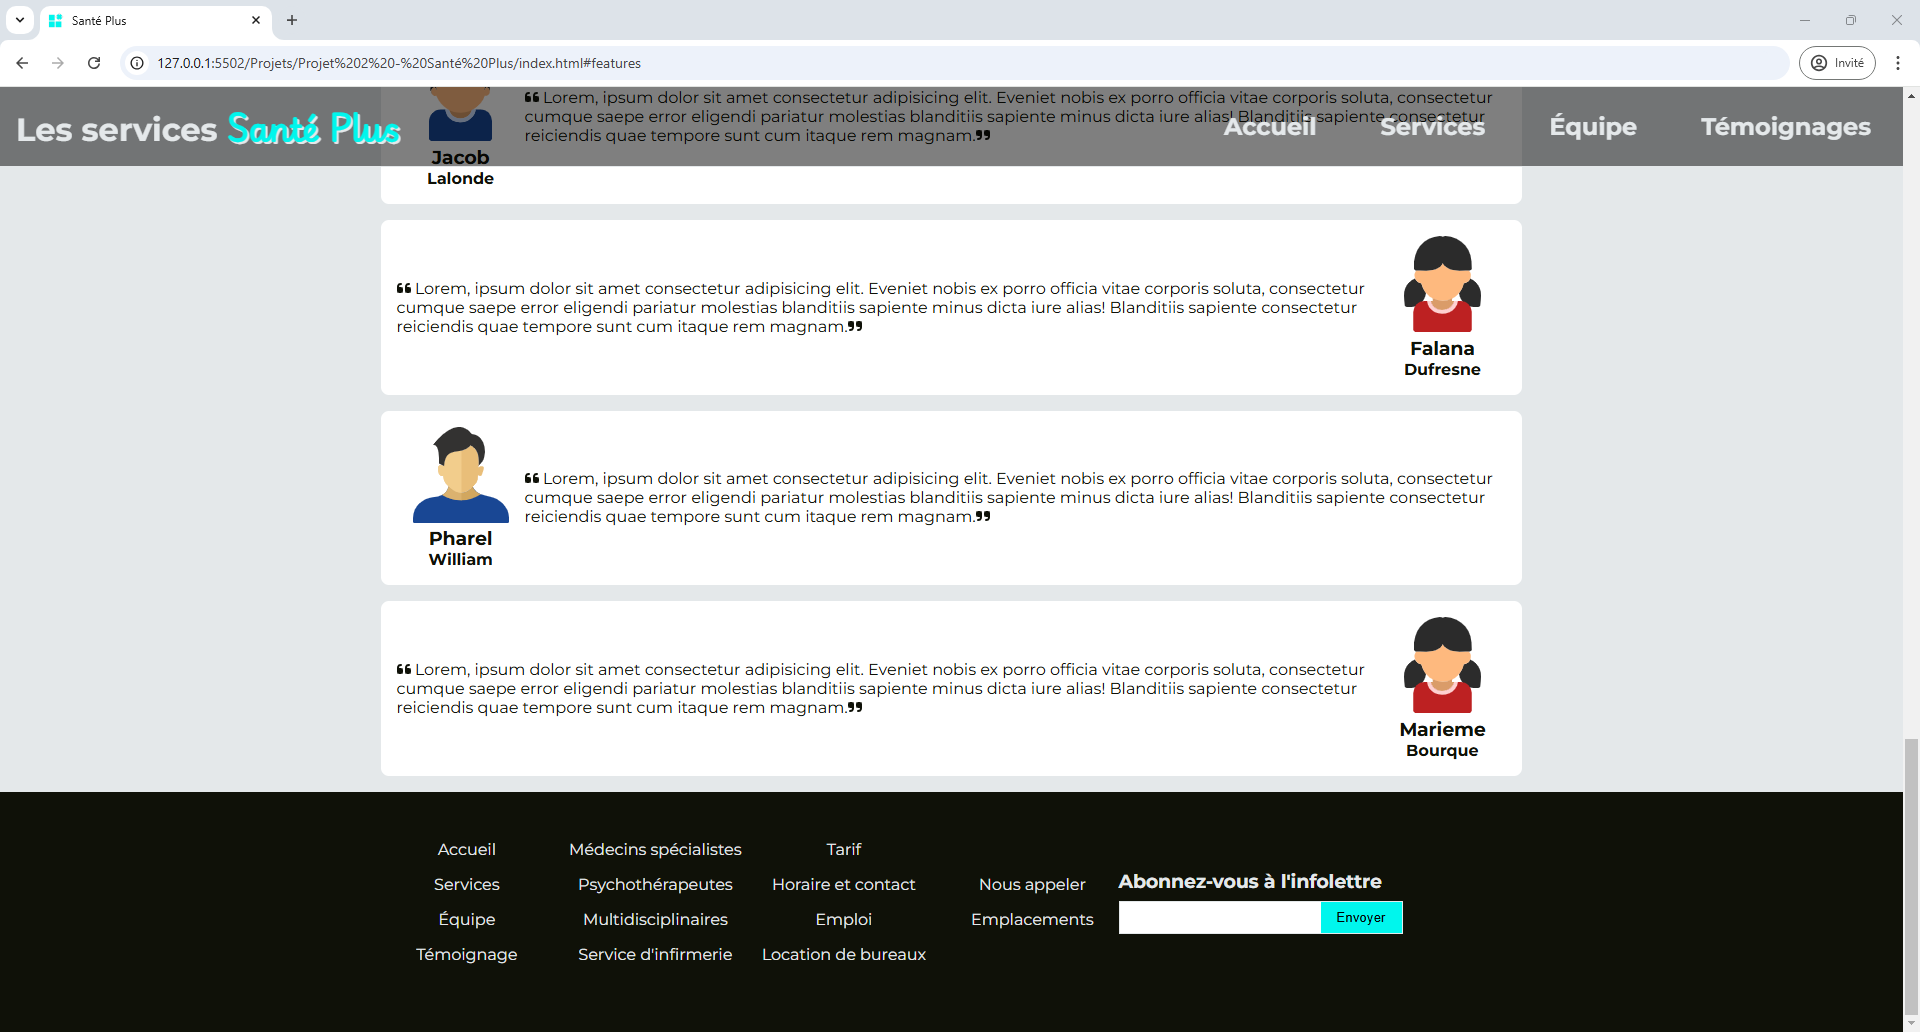 Santé Plus
127.0.0.1:5502/Projets/Projet%202%20-%20Santé%20Plus/index.html#features
Invité
Les services Santé Plus
Accueil
Services
Équipe
Témoignages
Lorem, ipsum dolor sit amet consectetur adipisicing elit. Eveniet nobis ex porro officia vitae corporis soluta, consectetur
cumque saepe error eligendi pariatur molestias blanditiis sapiente minus dicta iure alias! Blanditiis sapiente consectetur
reiciendis quae tempore sunt cum itaque rem magnam.
Jacob
Lalonde
Lorem, ipsum dolor sit amet consectetur adipisicing elit. Eveniet nobis ex porro officia vitae corporis soluta, consectetur
cumque saepe error eligendi pariatur molestias blanditiis sapiente minus dicta iure alias! Blanditiis sapiente consectetur
reiciendis quae tempore sunt cum itaque rem magnam.
Falana
Dufresne
Lorem, ipsum dolor sit amet consectetur adipisicing elit. Eveniet nobis ex porro officia vitae corporis soluta, consectetur
cumque saepe error eligendi pariatur molestias blanditiis sapiente minus dicta iure alias! Blanditiis sapiente consectetur
reiciendis quae tempore sunt cum itaque rem magnam.
Pharel
William
Lorem, ipsum dolor sit amet consectetur adipisicing elit. Eveniet nobis ex porro officia vitae corporis soluta, consectetur
cumque saepe error eligendi pariatur molestias blanditiis sapiente minus dicta iure alias! Blanditiis sapiente consectetur
reiciendis quae tempore sunt cum itaque rem magnam.
Marieme
Bourque
Accueil
Services
Équipe
Témoignage
Médecins spécialistes
Psychothérapeutes
Multidisciplinaires
Service d'infirmerie
Tarif
Horaire et contact
Emploi
Location de bureaux
Nous appeler
Emplacements
Abonnez-vous à l'infolettre
Envoyer